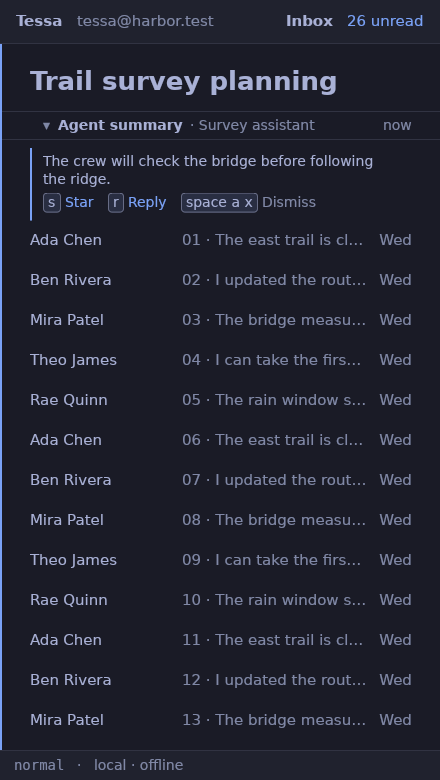 Tessa tessa@harbor.test Inbox 26 unread
Trail survey planning
▼ Agent summary · Survey assistant now
The crew will check the bridge before following
the ridge.
s Star r Reply space a x Dismiss
Ada Chen 01 · The east trail is cl… Wed
Ben Rivera 02 · I updated the rout… Wed
Mira Patel 03 · The bridge measu… Wed
Theo James 04 · I can take the firs… Wed
Rae Quinn 05 · The rain window s… Wed
Ada Chen 06 · The east trail is cl… Wed
Ben Rivera 07 · I updated the rout… Wed
Mira Patel 08 · The bridge measu… Wed
Theo James 09 · I can take the firs… Wed
Rae Quinn 10 · The rain window s… Wed
Ada Chen 11 · The east trail is cl… Wed
Ben Rivera 12 · I updated the rout… Wed
Mira Patel 13 · The bridge measu… Wed
normal · local · offline